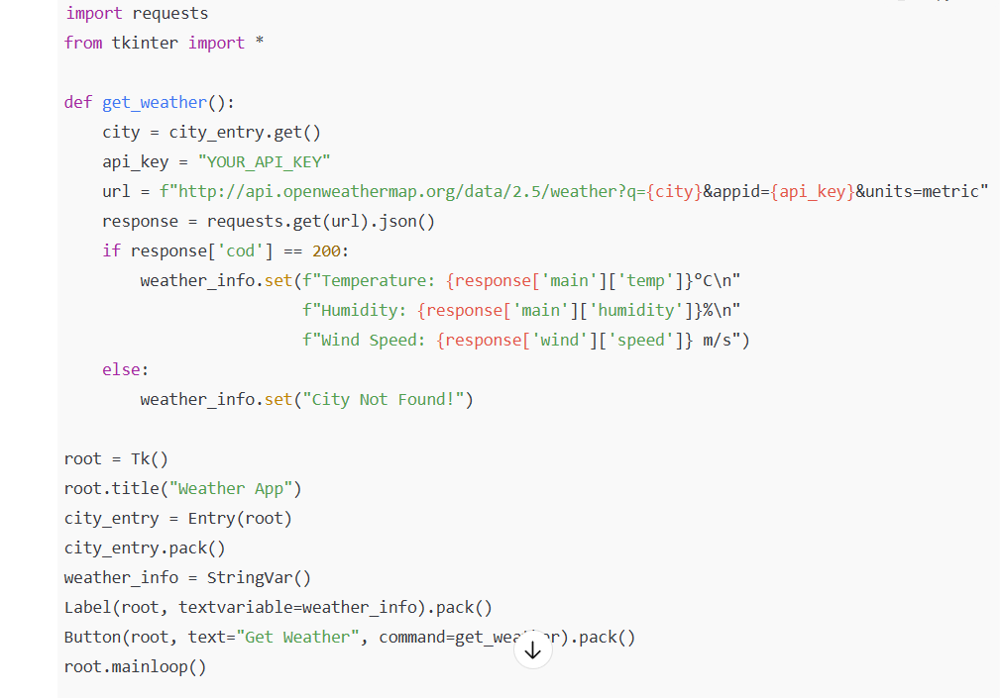 import requests
from tkinter import *
def get_weather():
    city = city_entry.get()
    api_key = "YOUR_API_KEY"
    url = f"http://api.openweathermap.org/data/2.5/weather?q={city}&appid={api_key}&units=metric"
    response = requests.get(url).json()
    if response['cod'] == 200:
        weather_info.set(f"Temperature: {response['main']['temp']}°C\n"
                         f"Humidity: {response['main']['humidity']}%\n"
                         f"Wind Speed: {response['wind']['speed']} m/s")
    else:
        weather_info.set("City Not Found!")
root = Tk()
root.title("Weather App")
city_entry = Entry(root)
city_entry.pack()
weather_info = StringVar()
Label(root, textvariable=weather_info).pack()
Button(root, text="Get Weather", command=get_weather).pack()
root.mainloop()